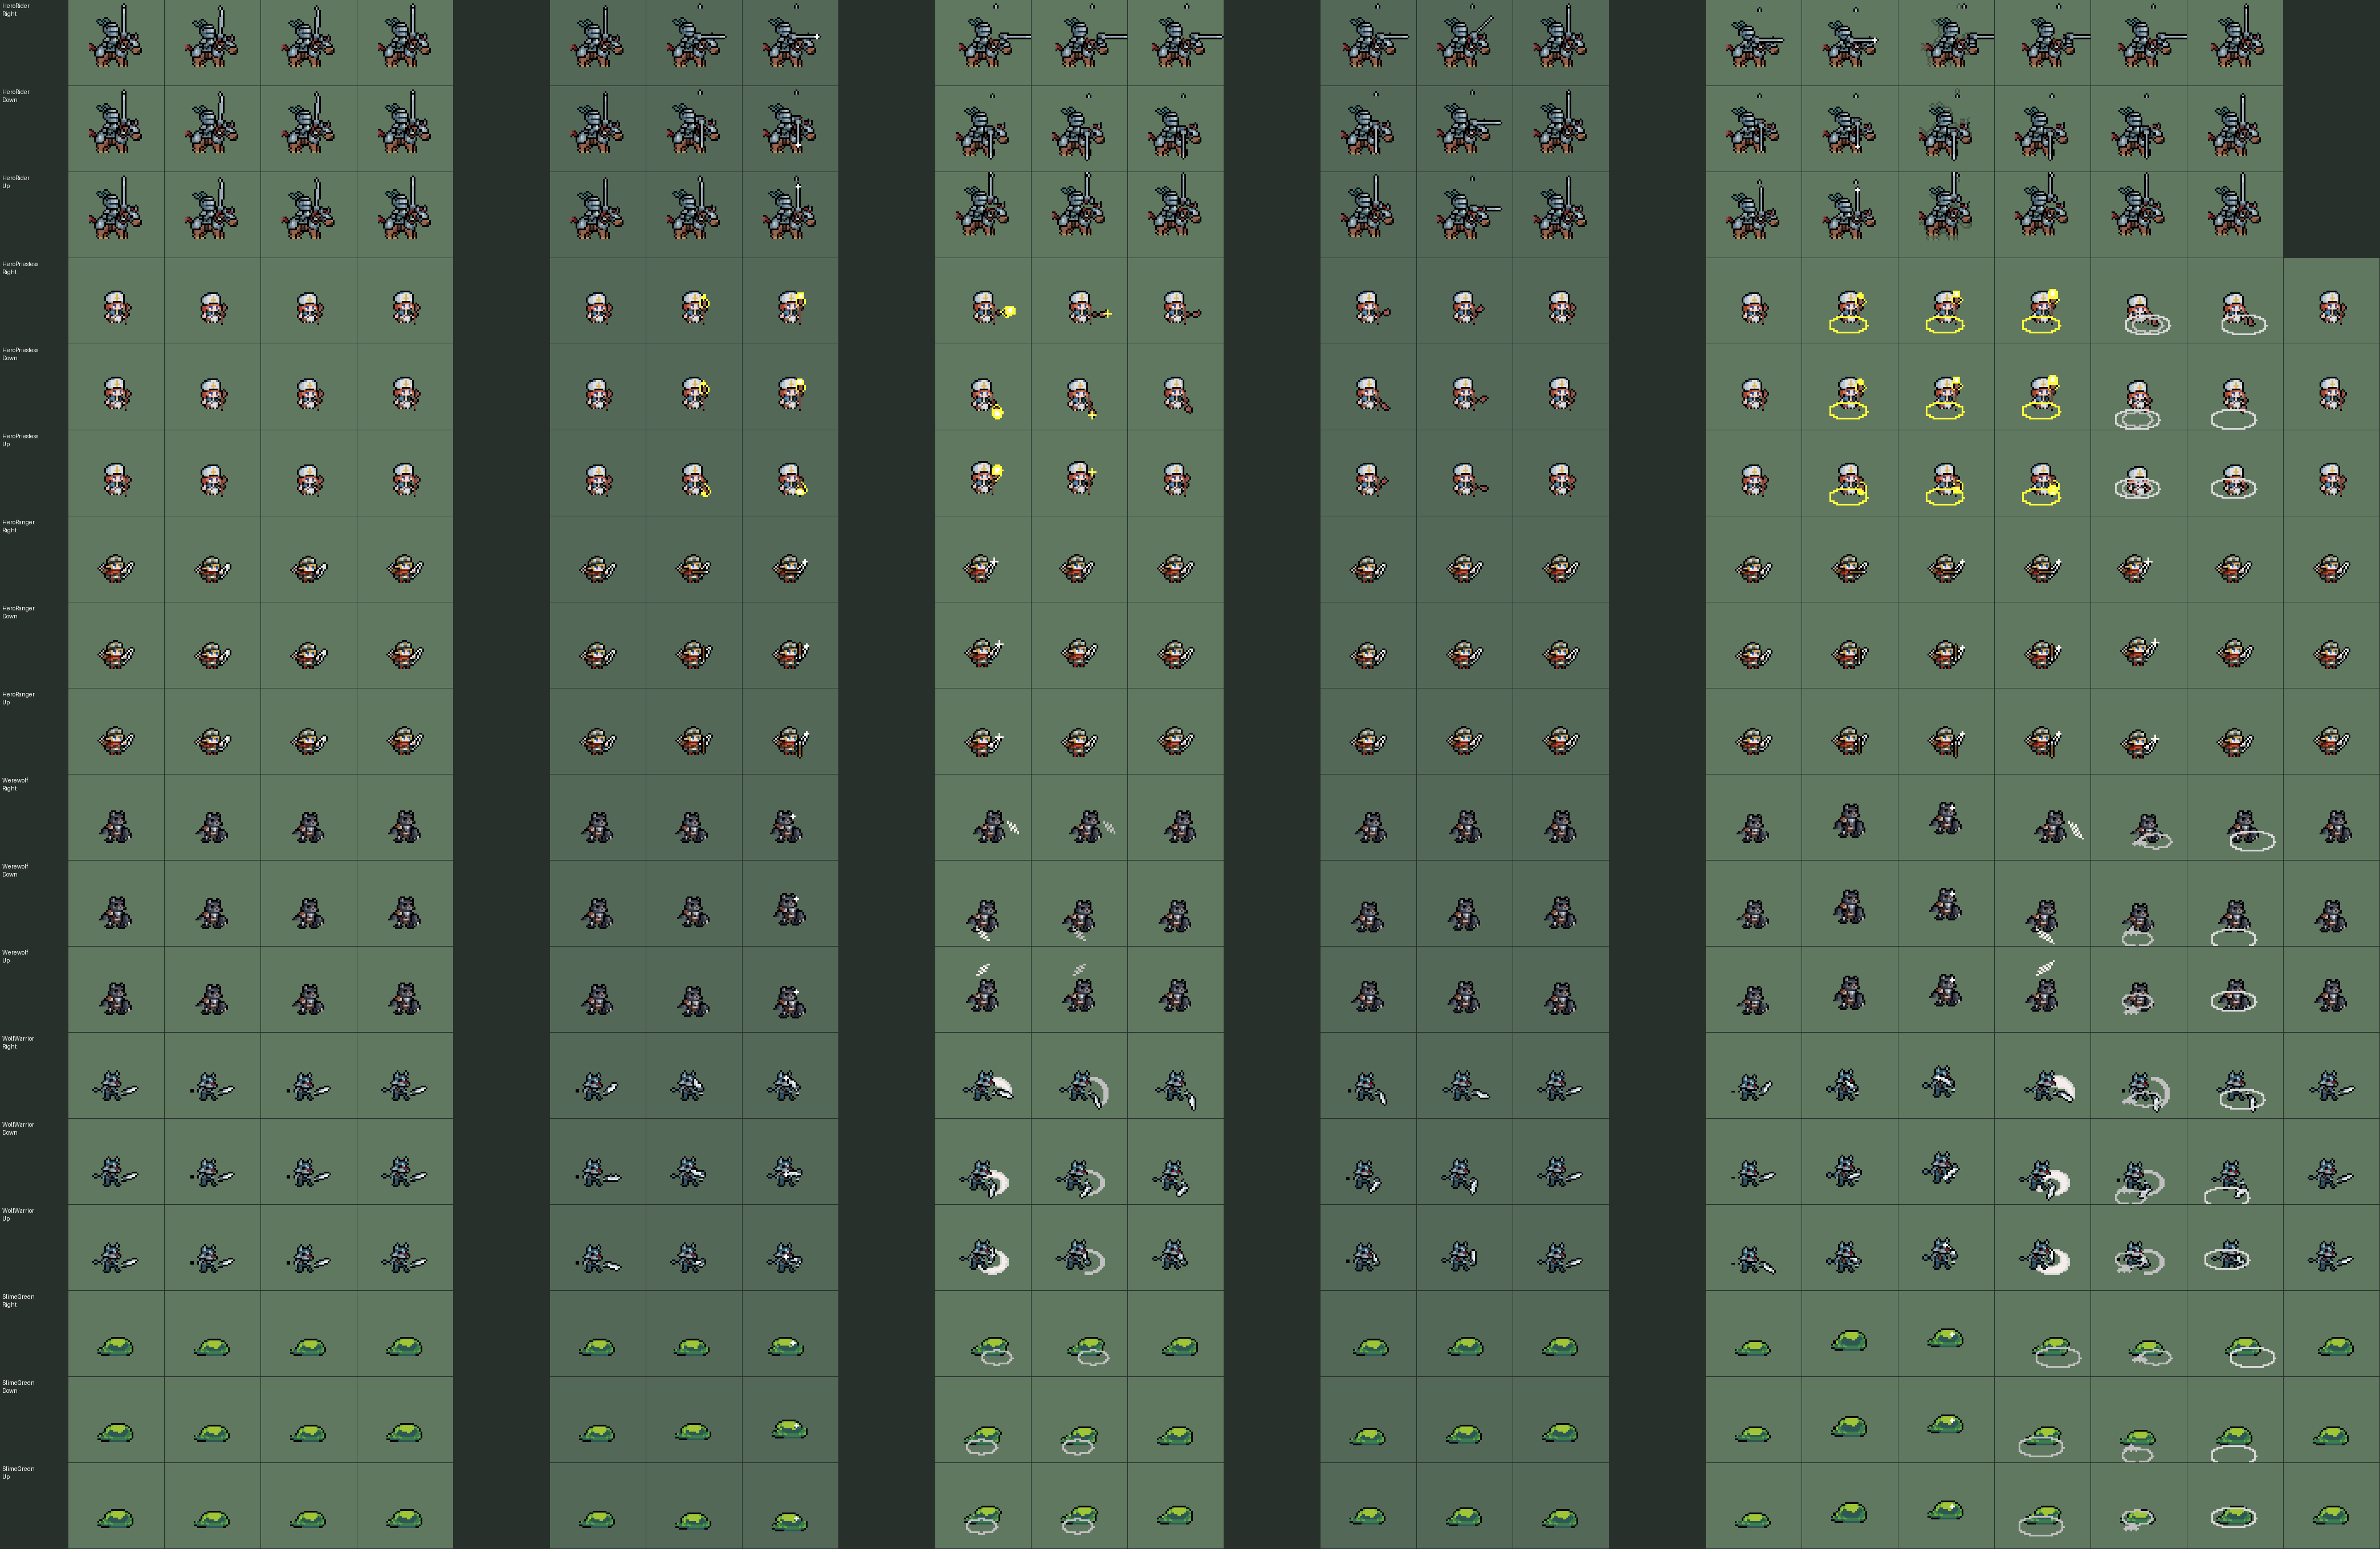 HeroRider
Right
HeroRider
Down
HeroRider
Up
HeroPriestess
Right
HeroPriestess
Down
HeroPriestess
Up
HeroRanger
Right
HeroRanger
Down
HeroRanger
Up
Werewolf
Right
Werewolf
Down
Werewolf
Up
WolfWarrior
Right
WolfWarrior
Down
WolfWarrior
Up
SlimeGreen
Right
SlimeGreen
Down
SlimeGreen
Up